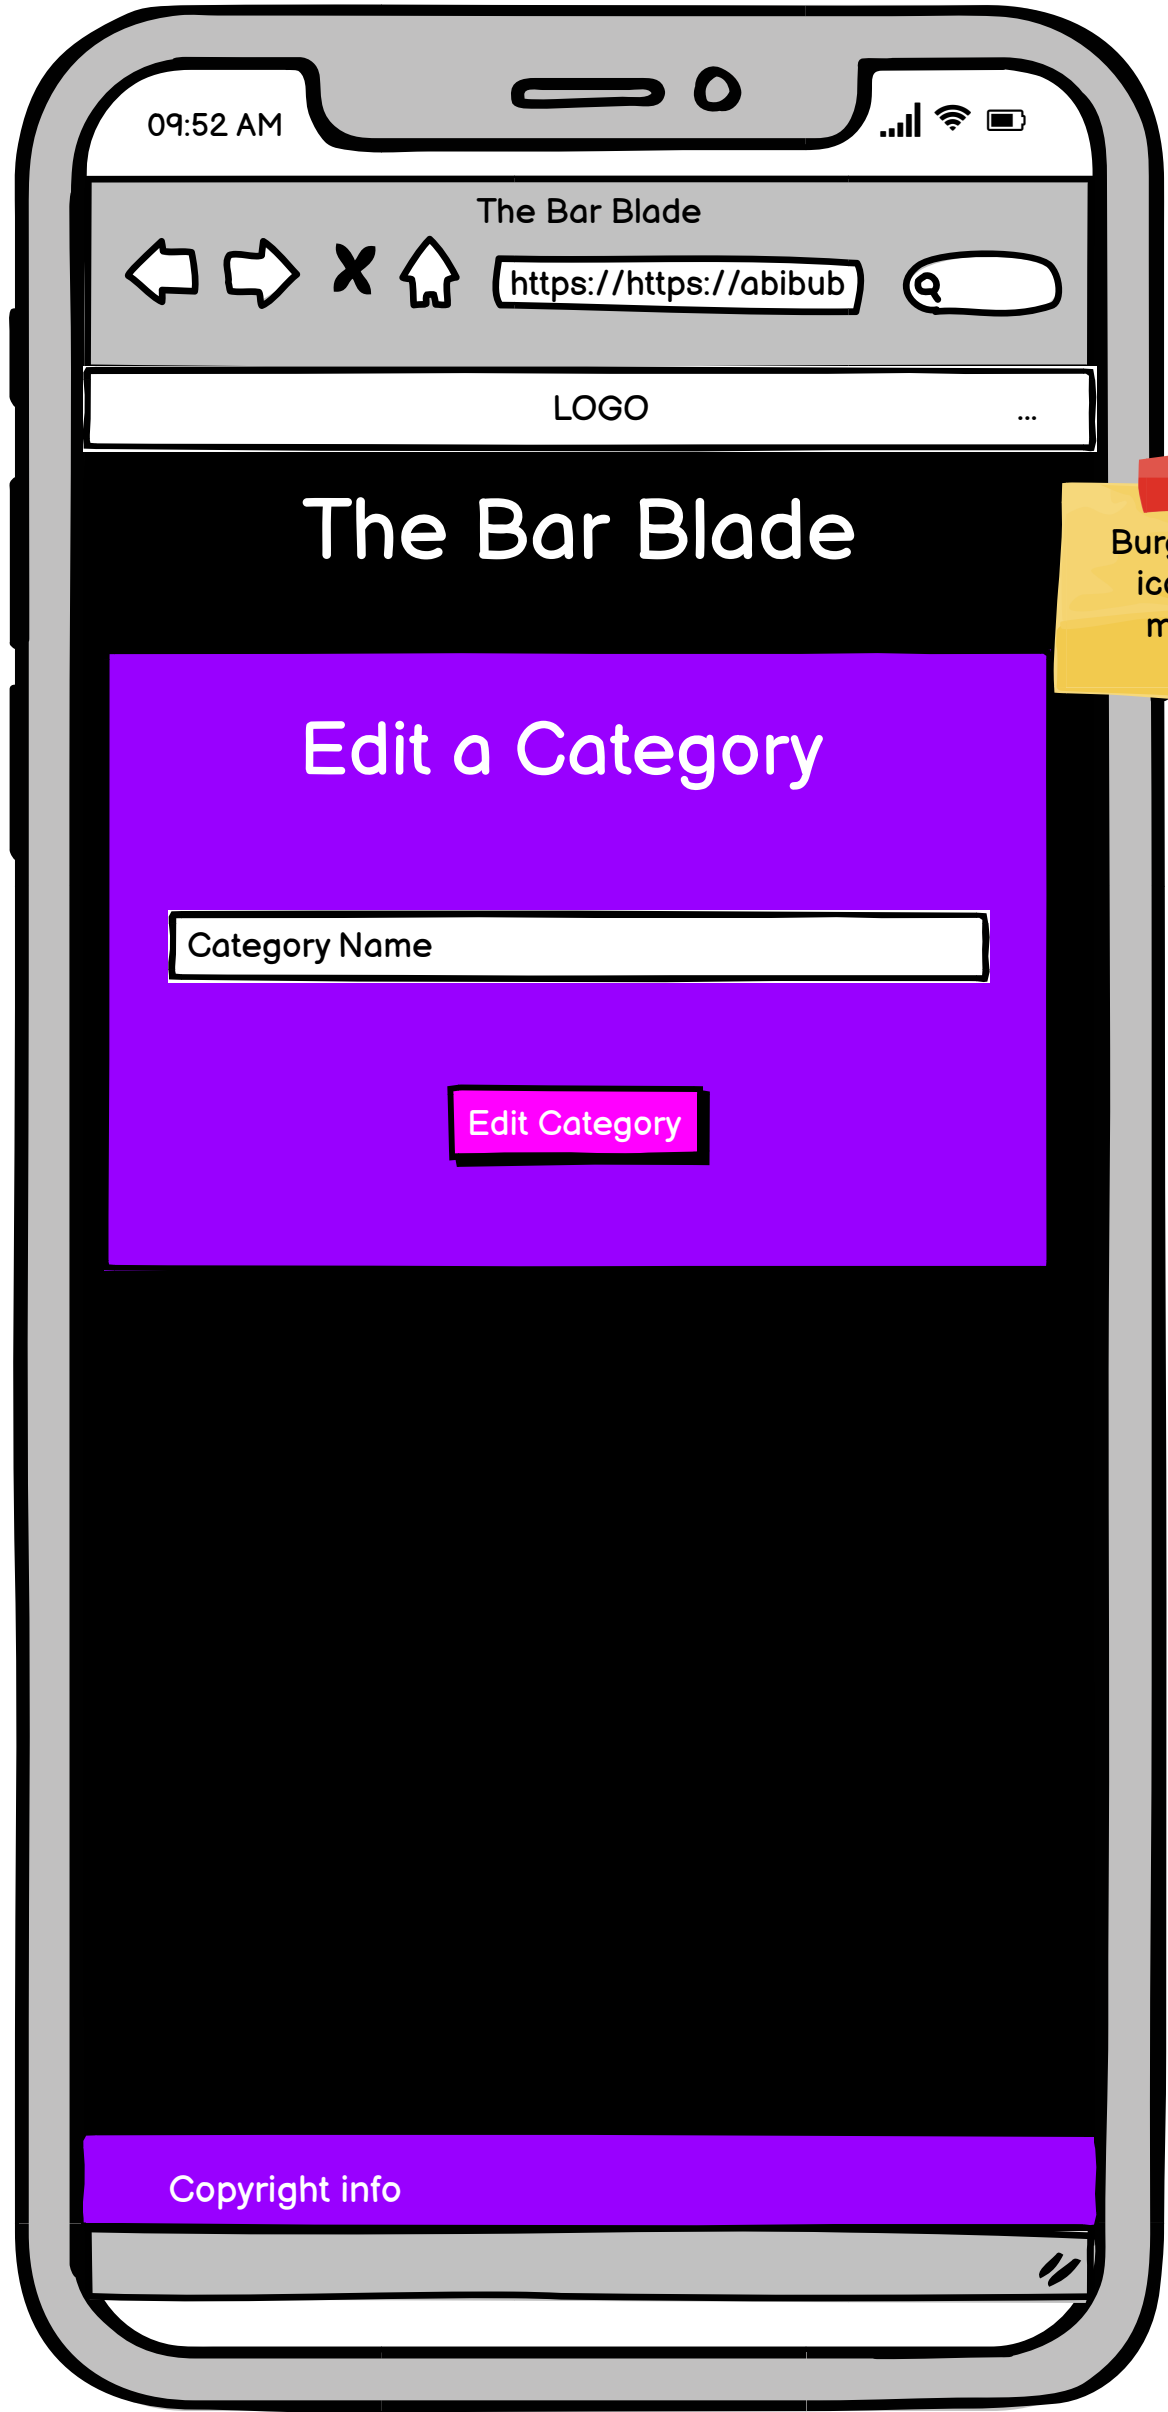 09:52 AM
The Bar Blade
https://https://abibub
LOGO
...
The Bar Blade
Edit a Category
Category Name
Edit Category
Copyright info